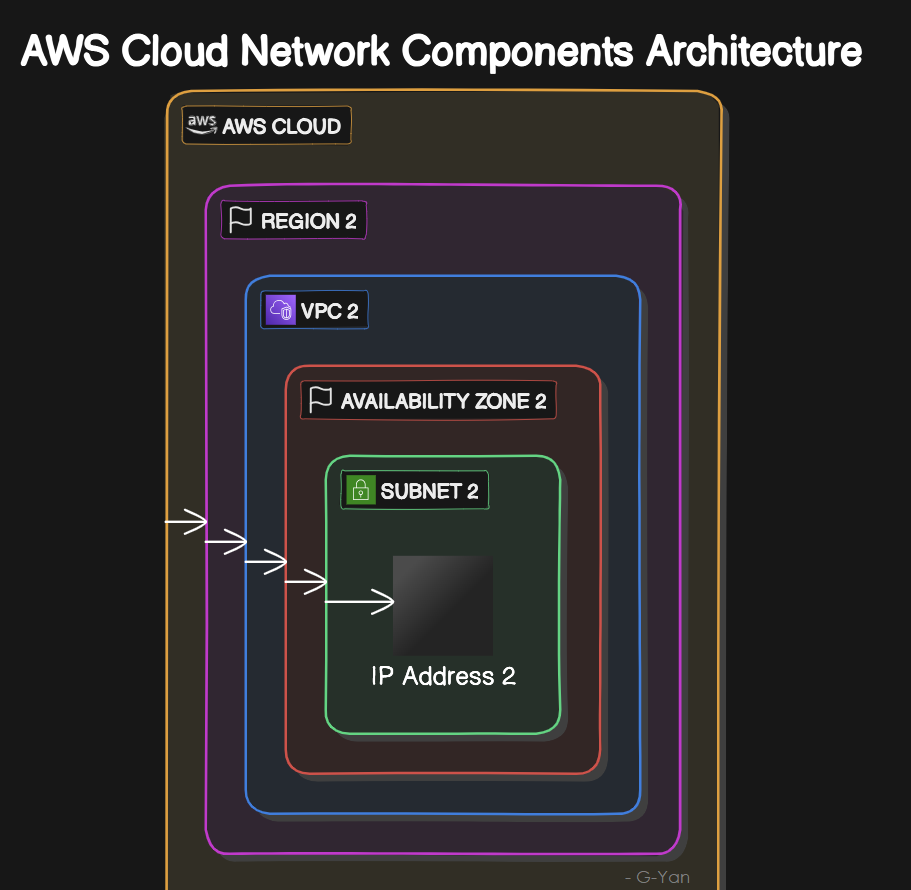 AWS Cloud Network Components Architecture
aws AWS CLOUD
REGION 2
VPC 2
AVAILABILITY ZONE 2
SUBNET 2
IP Address 2
- G-Yan